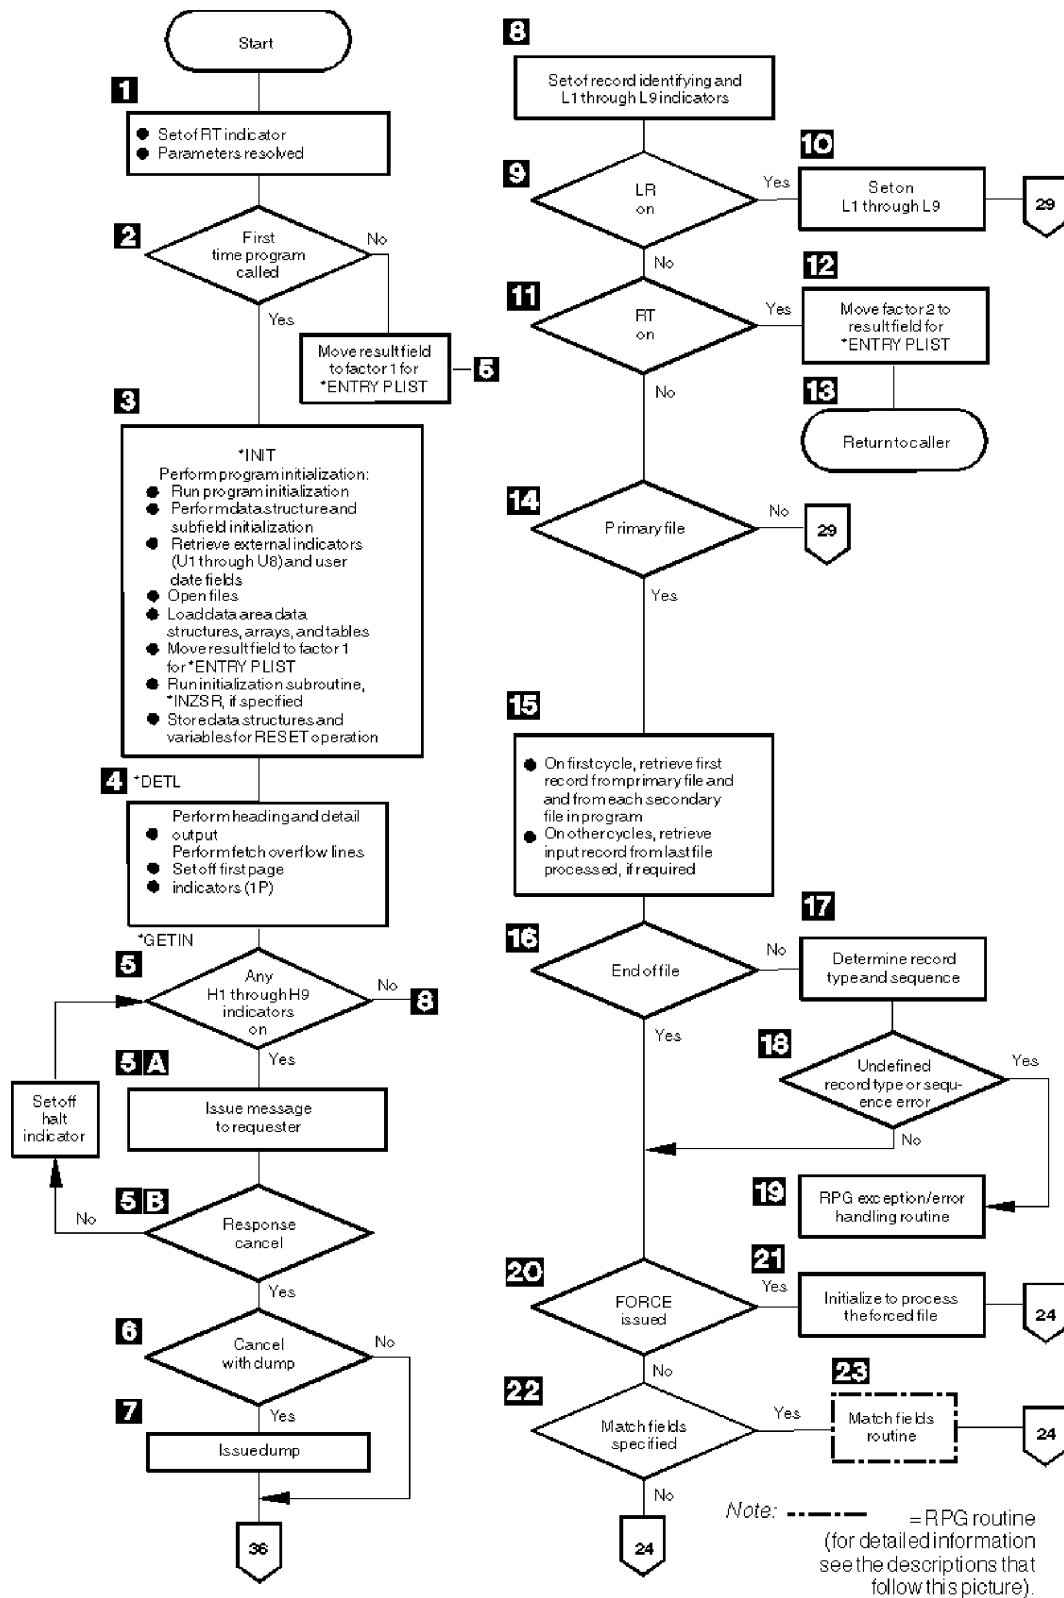 Start
1
Set of RT indicator
Parameters resolved
2
First
time program
called
No
Yes
Move result field
to factor 1 for
*ENTRY PLIST
5
3
*INIT
Perform program initialization:
Run program initialization
Perform data structure and
subfield initialization
Retrieve external indicators
(U1 through U8) and user
date fields
Open files
Load data area data
structures, arrays, and tables
Move result field to factor 1
for *ENTRY PLIST
Run initialization subroutine,
*INZSR, if specified
Store data structures and
variables for RESET operation
4
*DETL
Perform heading and detail
output
Perform fetch overflow lines
Set off first page
indicators (1P)
*GETIN
5
Any
H1 through H9
indicators
on
No
8
Yes
5 A
Issue message
to requester
Set off
halt
indicator
5 B
No
Response
cancel
Yes
6
Cancel
with dump
No
7
Yes
Issue dump
36
8
Set of record identifying and
L1 through L9 indicators
9
LR
on
Yes
10
Set on
L1 through L9
29
No
11
RT
on
Yes
12
Move factor 2 to
result field for
*ENTRY PLIST
13
Return to caller
No
14
Primary file
No
29
Yes
15
On first cycle, retrieve first
record from primary file and
and from each secondary
file in program
On other cycles, retrieve
input record from last file
processed, if required
16
End of file
No
17
Determine record
type and sequence
Yes
18
Undefined
record type or sequ-
ence error
Yes
No
19
RPG exception/error
handling routine
20
FORCE
issued
Yes
21
Initialize to process
the forced file
24
No
22
Match fields
specified
Yes
23
Match fields
routine
24
No
24
Note:
= RPG routine
(for detailed information
see the descriptions that
follow this picture).